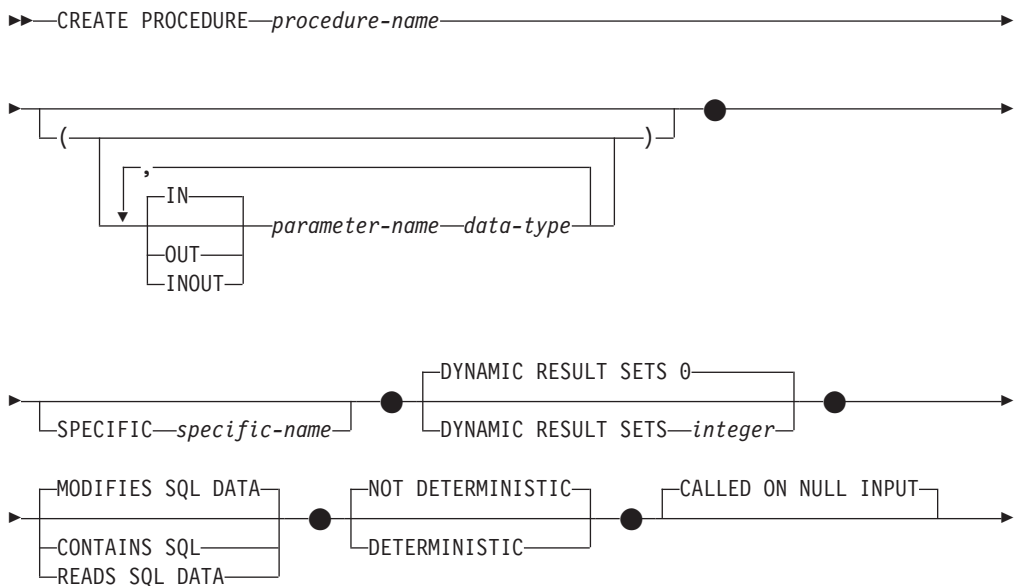 CREATE PROCEDURE procedure-name
( )
,
IN
parameter-name data-type
OUT
INOUT
DYNAMIC RESULT SETS 0
SPECIFIC specific-name DYNAMIC RESULT SETS integer
MODIFIES SQL DATA NOT DETERMINISTIC CALLED ON NULL INPUT
CONTAINS SQL DETERMINISTIC
READS SQL DATA